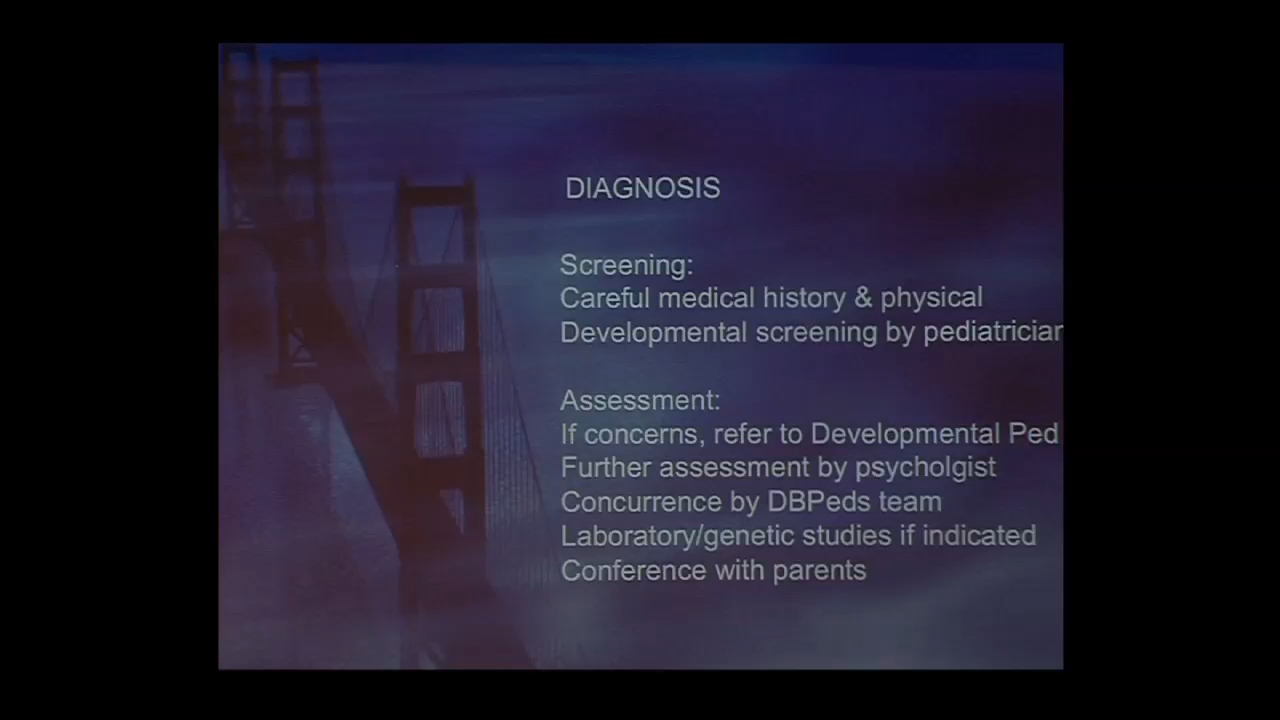 DIAGNOSIS
Screening:
Careful medical history & physical
Developmental screening by pediatrician
Assessment:
If concerns, refer to Developmental Ped
Further assessment by psycholgist
Concurrence by DBPeds team
Laboratory/genetic studies if indicated
Conference with parents